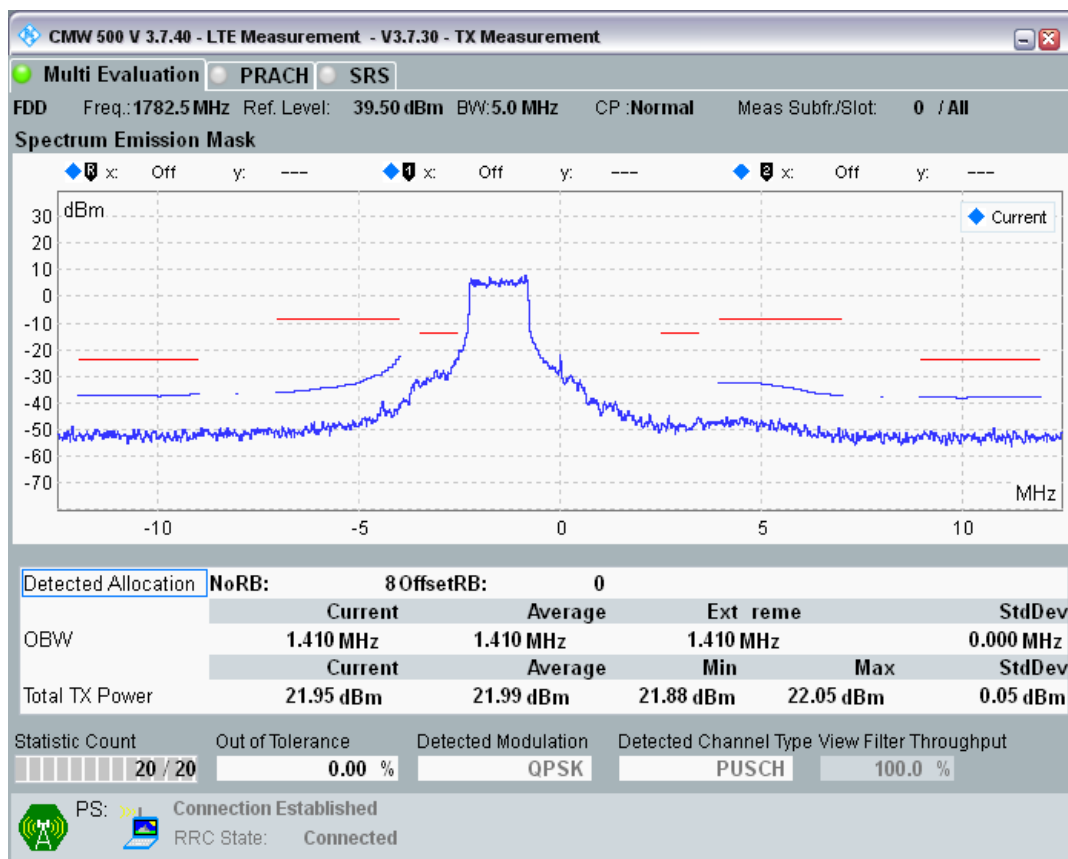 CMW 500 V 3.7.40 - LTE Measurement - V3.7.30 - TX Measurement
Multi Evaluation PRACH SRS
FDD Freq.: 1782.5 MHz Ref. Level: 39.50 dBm BW: 5.0 MHz CP : Normal Meas Subfr./Slot: 0 / All
Spectrum Emission Mask
R x: Off y: --- 1 x: Off y: --- 2 x: Off y: ---
dBm
Current
30
20
10
0
-10
-20
-30
-40
-50
-60
-70
MHz
-10 -5 0 5 10
Detected Allocation NoRB: 8 OffsetRB: 0
Current Average Ext reme StdDev
OBW 1.410 MHz 1.410 MHz 1.410 MHz 0.000 MHz
Current Average Min Max StdDev
Total TX Power 21.95 dBm 21.99 dBm 21.88 dBm 22.05 dBm 0.05 dBm
Statistic Count Out of Tolerance Detected Modulation Detected Channel Type View Filter Throughput
20 / 20 0.00 % QPSK PUSCH 100.0 %
PS: Connection Established
RRC State: Connected